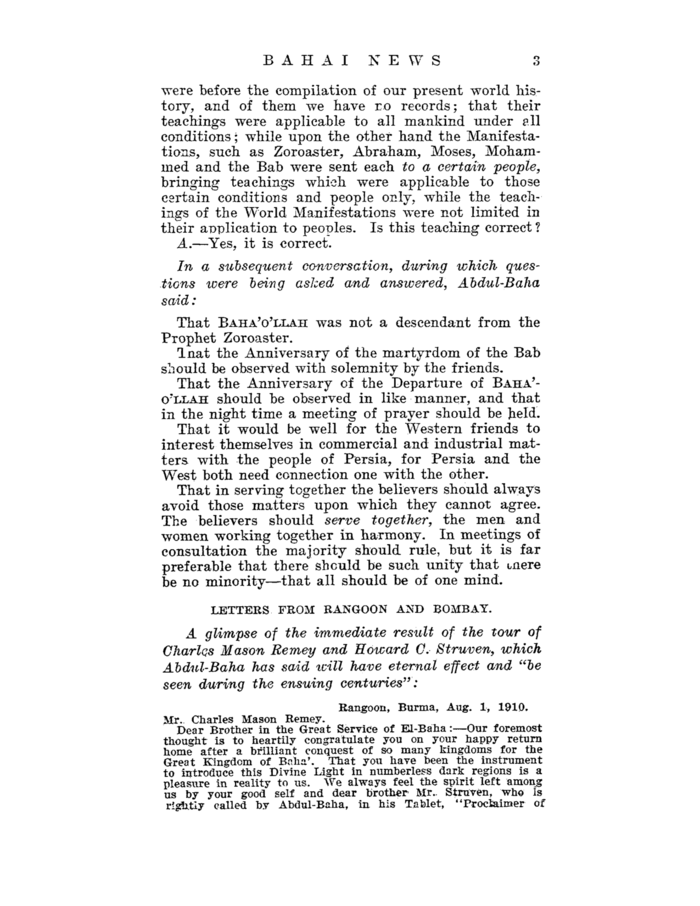 BAHAI NEWS 3
were before the compilation of our present world his-
tory, and of them we have no records; that their
teachings were applicable to all mankind under all
conditions; while upon the other hand the Manifesta-
tions, such as Zoroaster, Abraham, Moses, Moham-
med and the Bab were sent each to a certain people,
bringing teachings which were applicable to those
certain conditions and people only, while the teach-
ings of the World Manifestations were not limited in
their application to peoples. Is this teaching correct?
A.—Yes, it is correct.
In a subsequent conversation, during which ques-
tions were being asked and answered, Abdul-Baha
said:
That BAHA'O'LLAH was not a descendant from the
Prophet Zoroaster.
That the Anniversary of the martyrdom of the Bab
should be observed with solemnity by the friends.
That the Anniversary of the Departure of BAHA'-
O'LLAH should be observed in like manner, and that
in the night time a meeting of prayer should be held.
That it would be well for the Western friends to
interest themselves in commercial and industrial mat-
ters with the people of Persia, for Persia and the
West both need connection one with the other.
That in serving together the believers should always
avoid those matters upon which they cannot agree.
The believers should serve together, the men and
women working together in harmony. In meetings of
consultation the majority should rule, but it is far
preferable that there should be such unity that there
be no minority—that all should be of one mind.
LETTERS FROM RANGOON AND BOMBAY.
A glimpse of the immediate result of the tour of
Charles Mason Remey and Howard C. Struven, which
Abdul-Baha has said will have eternal effect and "be
seen during the ensuing centuries":
Rangoon, Burma, Aug. 1, 1910.
Mr. Charles Mason Remey.
Dear Brother in the Great Service of El-Baha:—Our foremost
thought is to heartily congratulate you on your happy return
home after a brilliant conquest of so many kingdoms for the
Great Kingdom of Baha'. That you have been the instrument
to introduce this Divine Light in numberless dark regions is a
pleasure in reality to us. We always feel the spirit left among
us by your good self and dear brother Mr. Struven, who is
rightly called by Abdul-Baha, in his Tablet, "Proclaimer of